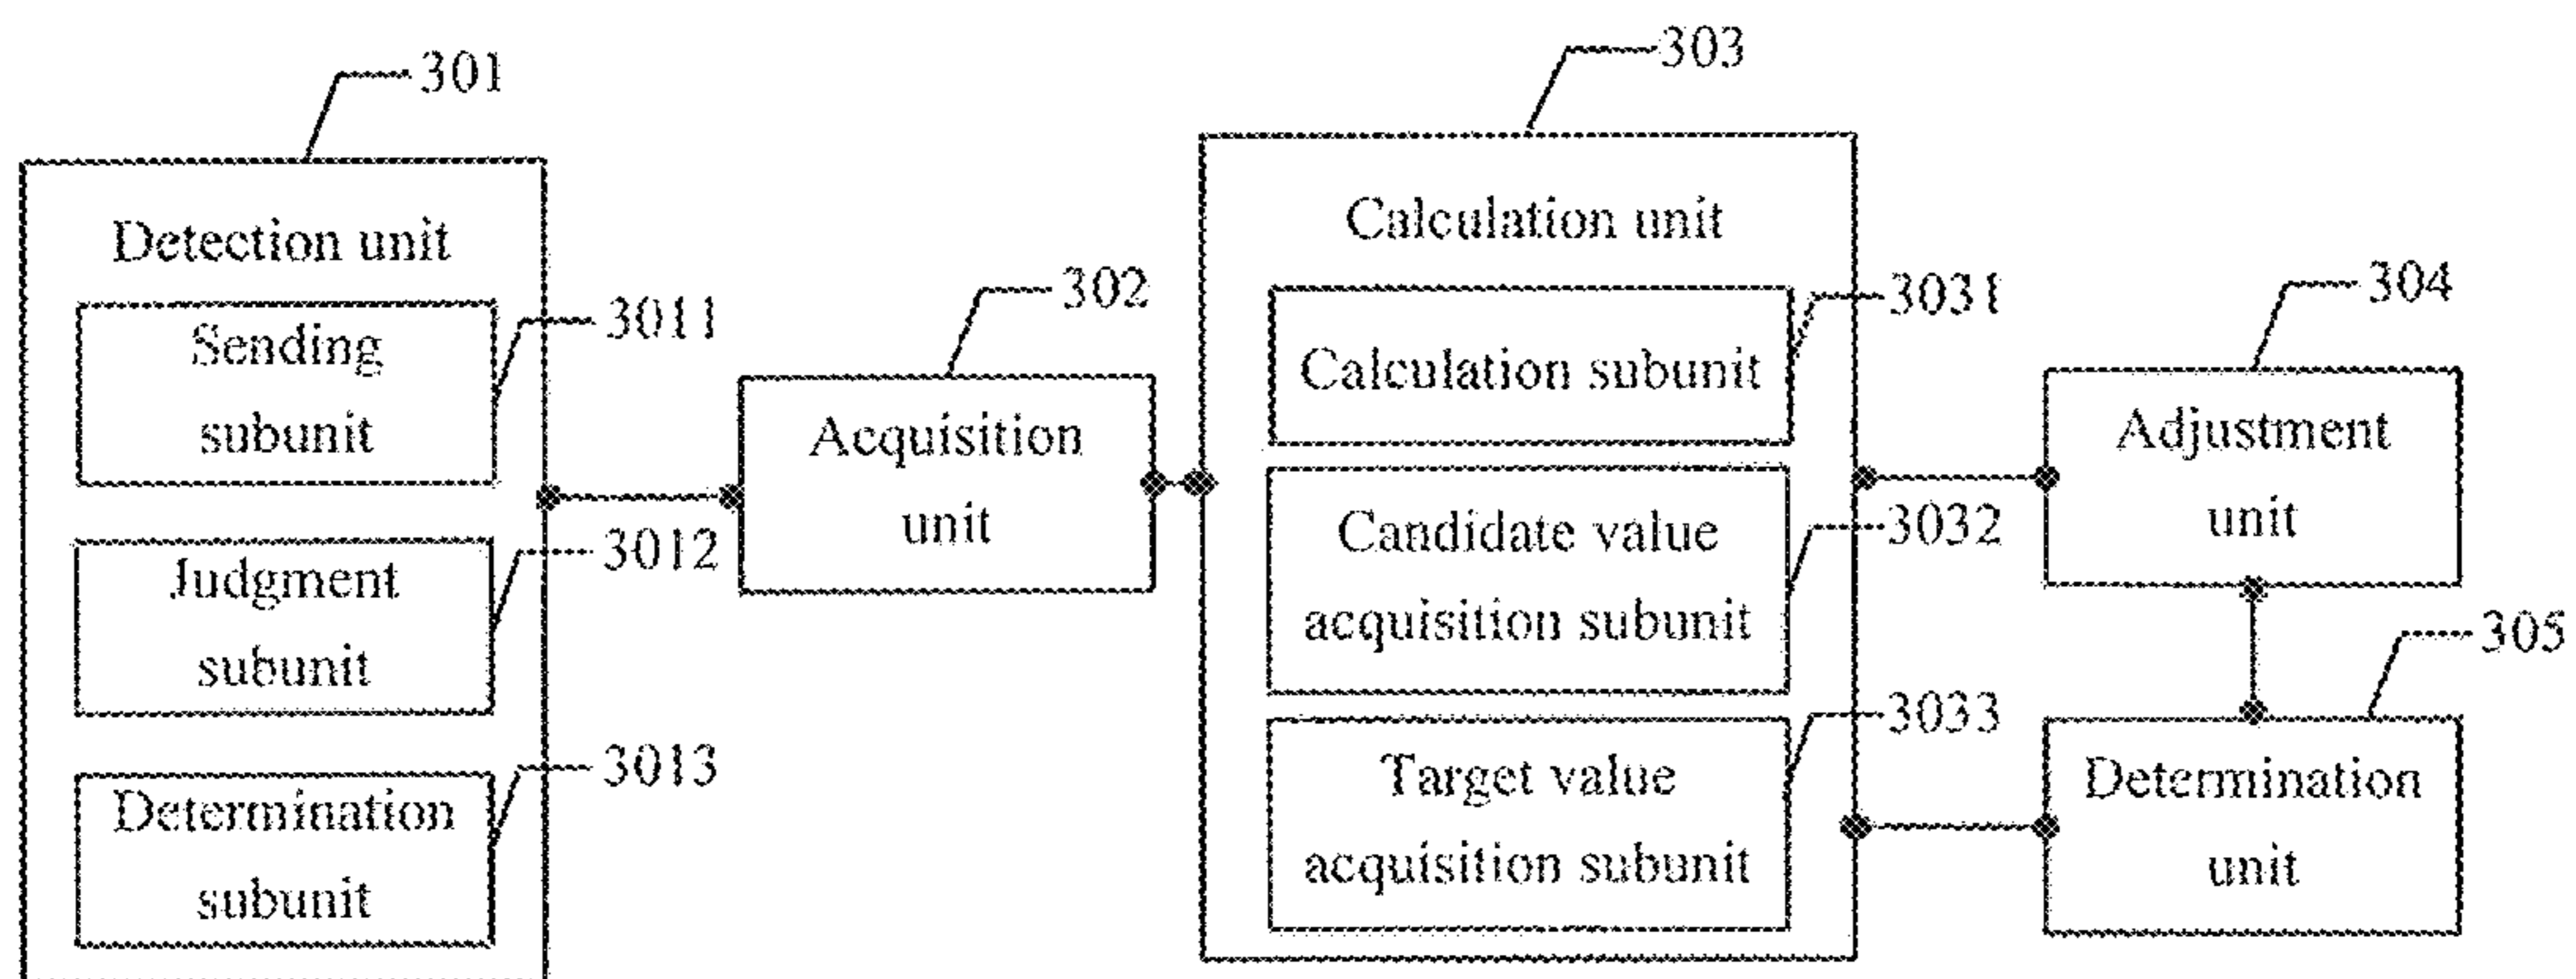 301
Detection unit
Sending
subunit
3011
Judgment
subunit
3012
Determination
subunit
3013
302
Acquisition
unit
303
Calculation unit
Calculation subunit
3031
Candidate value
acquisition subunit
3032
Target value
acquisition subunit
3033
304
Adjustment
unit
305
Determination
unit